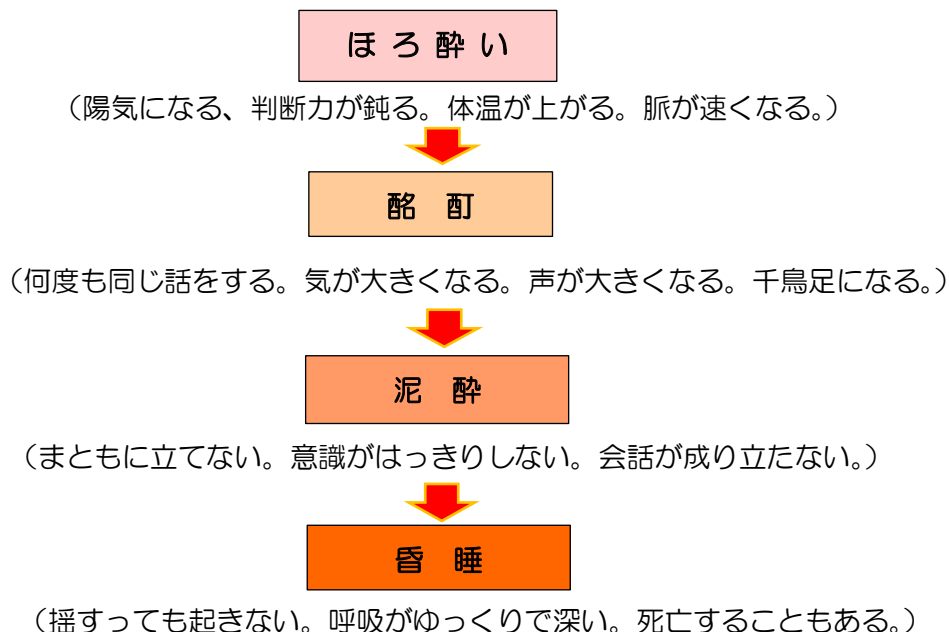 ほろ酔い
（陽気になる、判断力が鈍る。体温が上がる。脈が速くなる。）
酩酊
（何度も同じ話をする。気が大きくなる。声が大きくなる。千鳥足になる。）
泥酔
（まともに立てない。意識がはっきりしない。会話が成り立たない。）
昏睡
（揺すっても起きない。呼吸がゆっくりで深い。死亡することもある。）